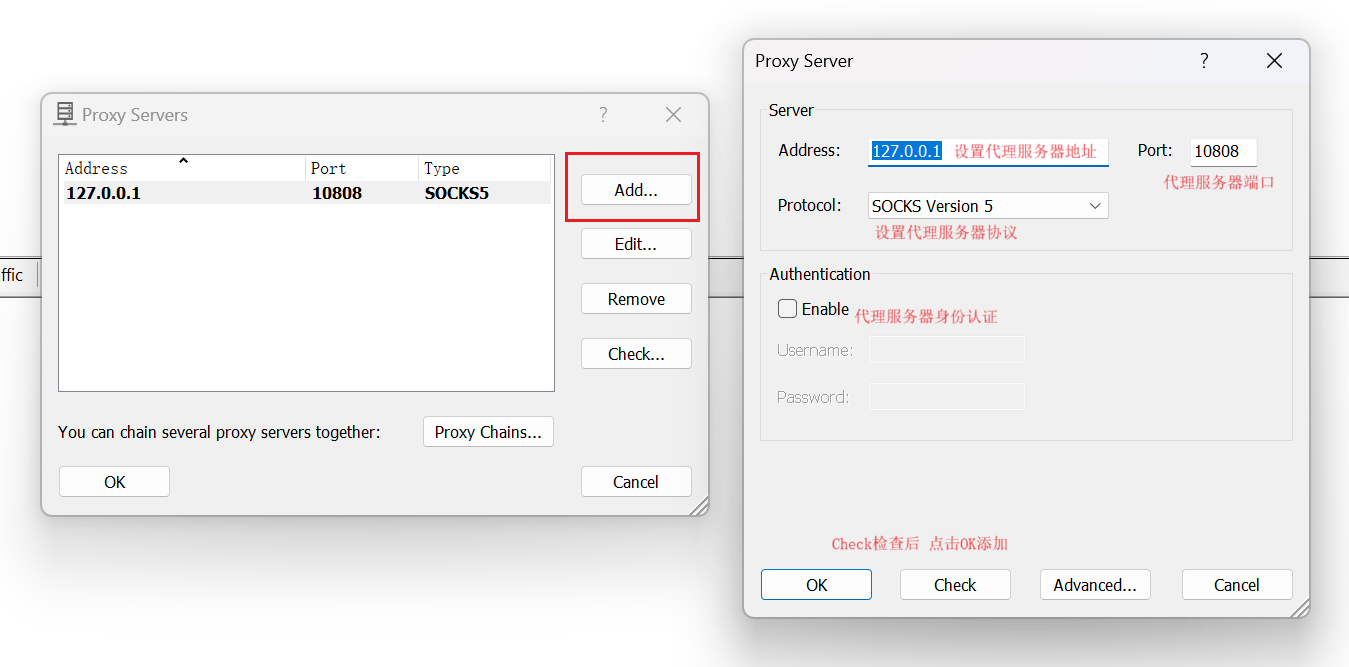 Proxy Servers
Address Port Type
127.0.0.1 10808 SOCKS5
Add...
Edit...
Remove
Check...
You can chain several proxy servers together: Proxy Chains...
OK Cancel
ffic
Proxy Server ?
Server
Address: 127.0.0.1 设置代理服务器地址 Port: 10808
代理服务器端口
Protocol: SOCKS Version 5
设置代理服务器协议
Authentication
Enable 代理服务器身份认证
Username:
Password:
Check检查后 点击OK添加
OK Check Advanced... Cancel